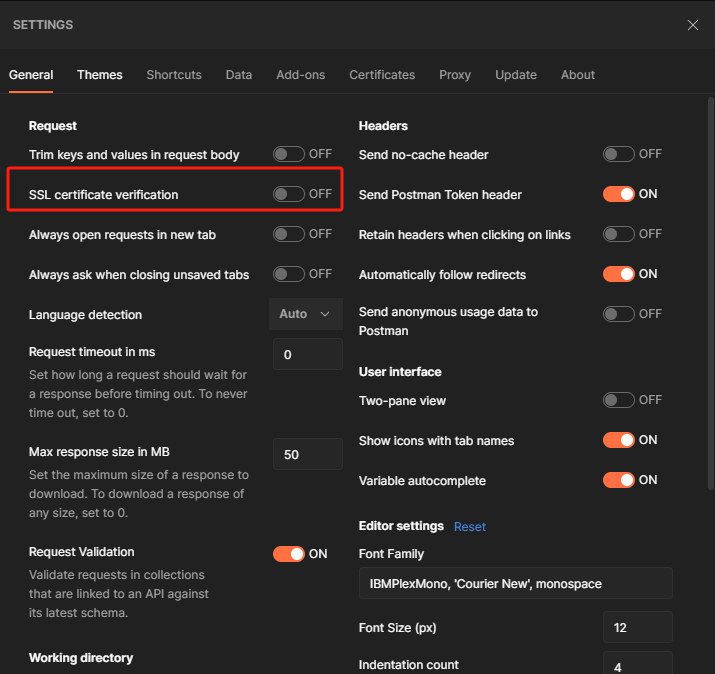 SETTINGS
General Themes Shortcuts Data Add-ons Certificates Proxy Update About
Request
Trim keys and values in request body OFF
SSL certificate verification OFF
Always open requests in new tab OFF
Always ask when closing unsaved tabs OFF
Language detection Auto
Request timeout in ms 0
Set how long a request should wait for
a response before timing out. To never
time out, set to 0.
Max response size in MB 50
Set the maximum size of a response to
download. To download a response of
any size, set to 0.
Request Validation ON
Validate requests in collections
that are linked to an API against
its latest schema.
Working directory
Headers
Send no-cache header OFF
Send Postman Token header ON
Retain headers when clicking on links OFF
Automatically follow redirects ON
Send anonymous usage data to
Postman OFF
User interface
Two-pane view OFF
Show icons with tab names ON
Variable autocomplete ON
Editor settings Reset
Font Family
IBMPlexMono, 'Courier New', monospace
Font Size (px) 12
Indentation count 4